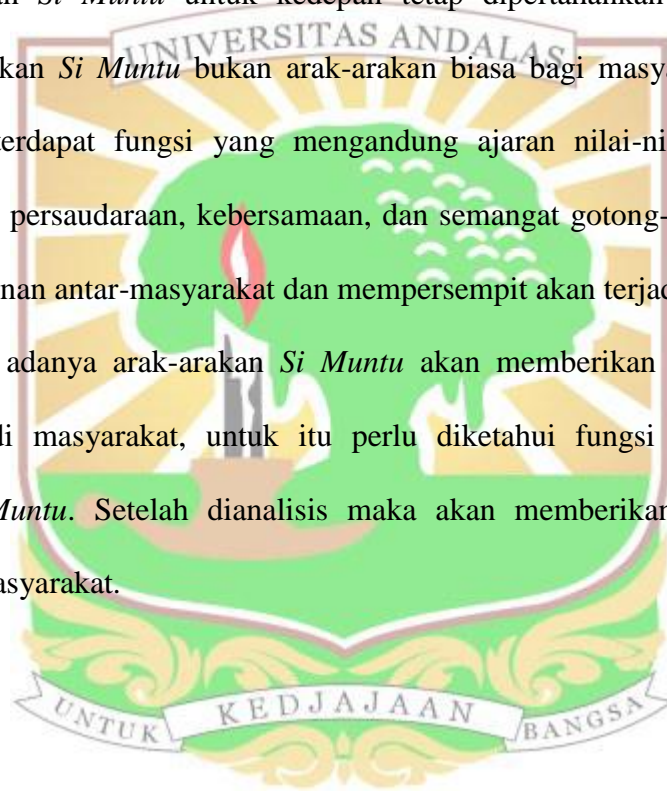 an Si Muntu untuk kedepan tetap dipertahankan
UNIVERSITAS ANDALAS
kan Si Muntu bukan arak-arakan biasa bagi masya
terdapat fungsi yang mengandung ajaran nilai-ni
persaudaraan, kebersamaan, dan semangat gotong-
nan antar-masyarakat dan mempersempit akan terjad
adanya arak-arakan Si Muntu akan memberikan
di masyarakat, untuk itu perlu diketahui fungsi
Muntu. Setelah dianalisis maka akan memberikan
asyarakat.
UNTUK KEDJAJAAN BANGSA